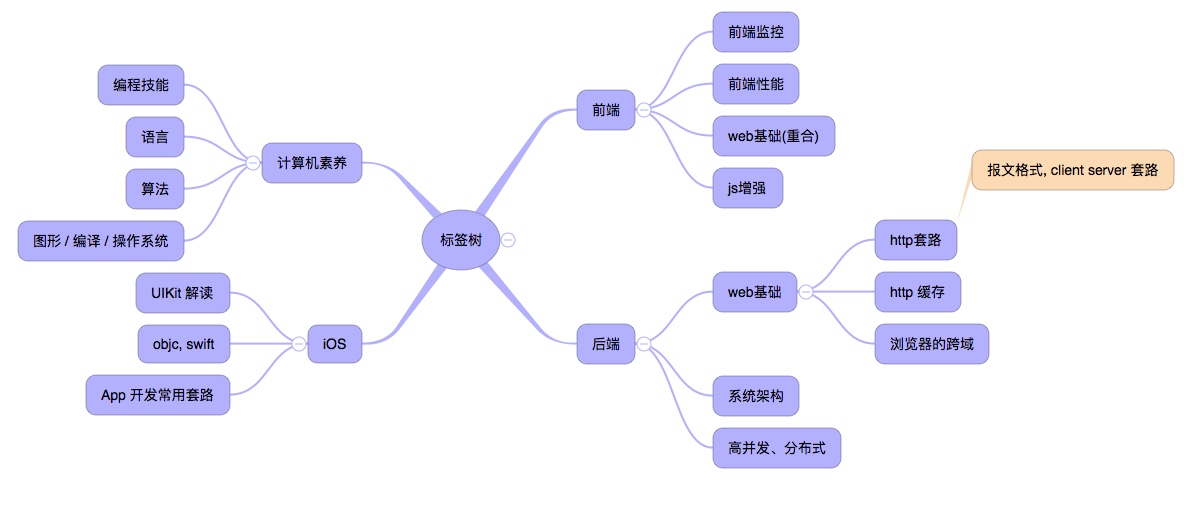 标签树
前端
前端监控
前端性能
web基础(重合)
js增强
后端
web基础
http套路
报文格式, client server 套路
http 缓存
浏览器的跨域
系统架构
高并发、分布式
计算机素养
编程技能
语言
算法
图形 / 编译 / 操作系统
iOS
UIKit 解读
objc, swift
App 开发常用套路